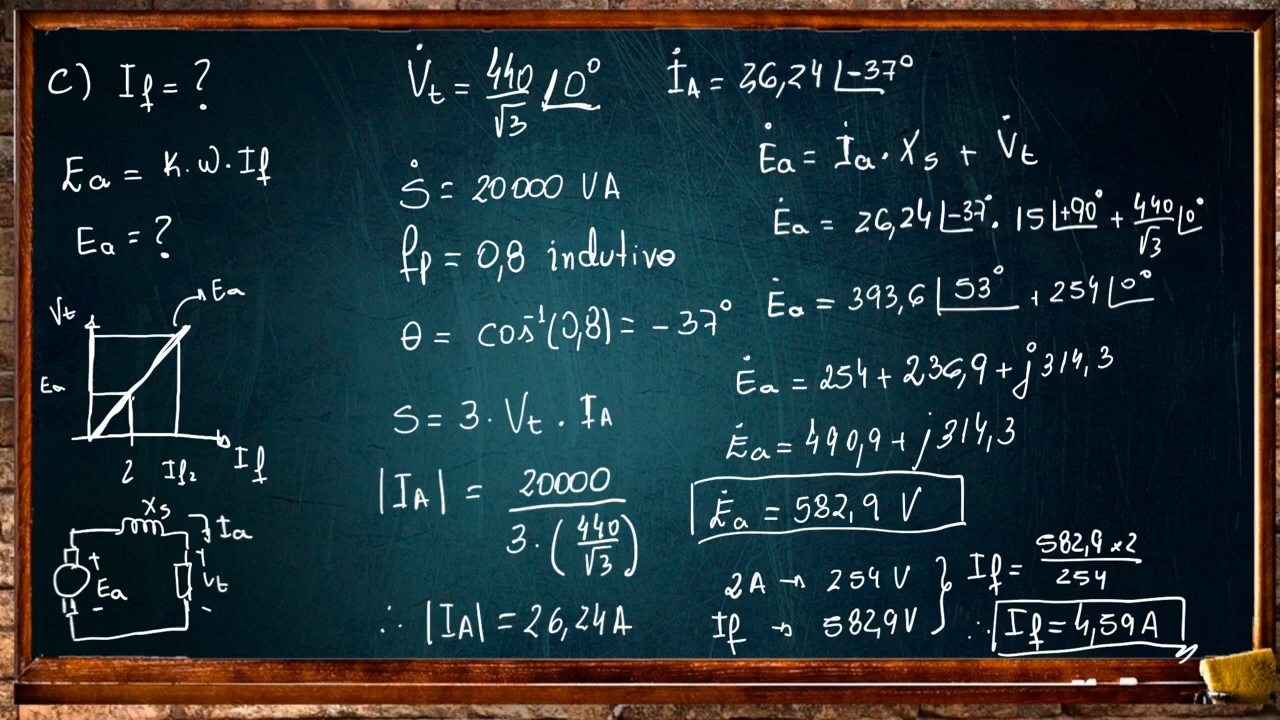 C) If = ?
Ea = K.ω.If
Ea = ?
Vt
Ea
Ea
2 If2 If
Xs
Ia
+
Ea
-
+
Vt
-
V̇t = 440/√3 ∠0°
Ṡ = 20000 VA
fp = 0,8 indutivo
θ = cos⁻¹(0,8) = -37°
S = 3. Vt . IA
|IA| = 20000 / 3.(440/√3)
∴ |IA| = 26,24A
İA = 26,24 ∠-37°
Ėa = İa. Xs + V̇t
Ėa = 26,24 ∠-37°. 15 ∠+90° + 440/√3 ∠0°
Ėa = 393,6 ∠53° + 254 ∠0°
Ėa = 254 + 236,9 + j314,3
Ėa = 490,9 + j314,3
Ėa = 582,9 V
2A → 254 V
If → 582,9V
If = 582,9 x2 / 254
∴ If = 4,59A